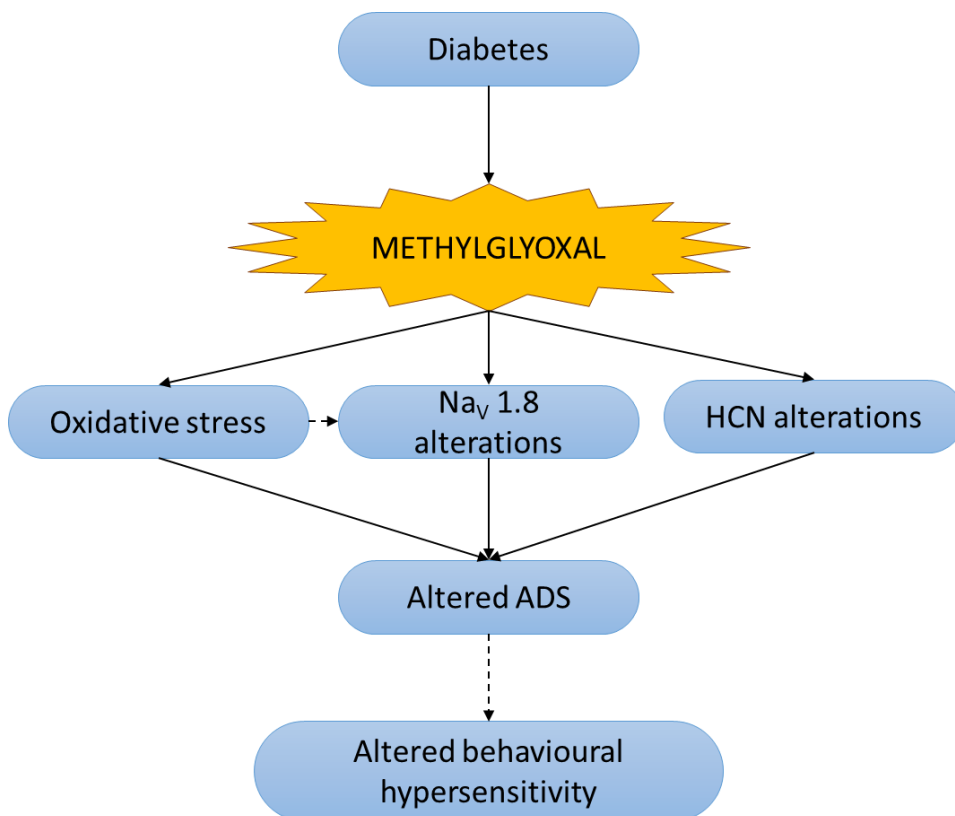 Diabetes
METHYLGLYOXAL
Oxidative stress
Naᵥ 1.8
alterations
HCN alterations
Altered ADS
Altered behavioural
hypersensitivity